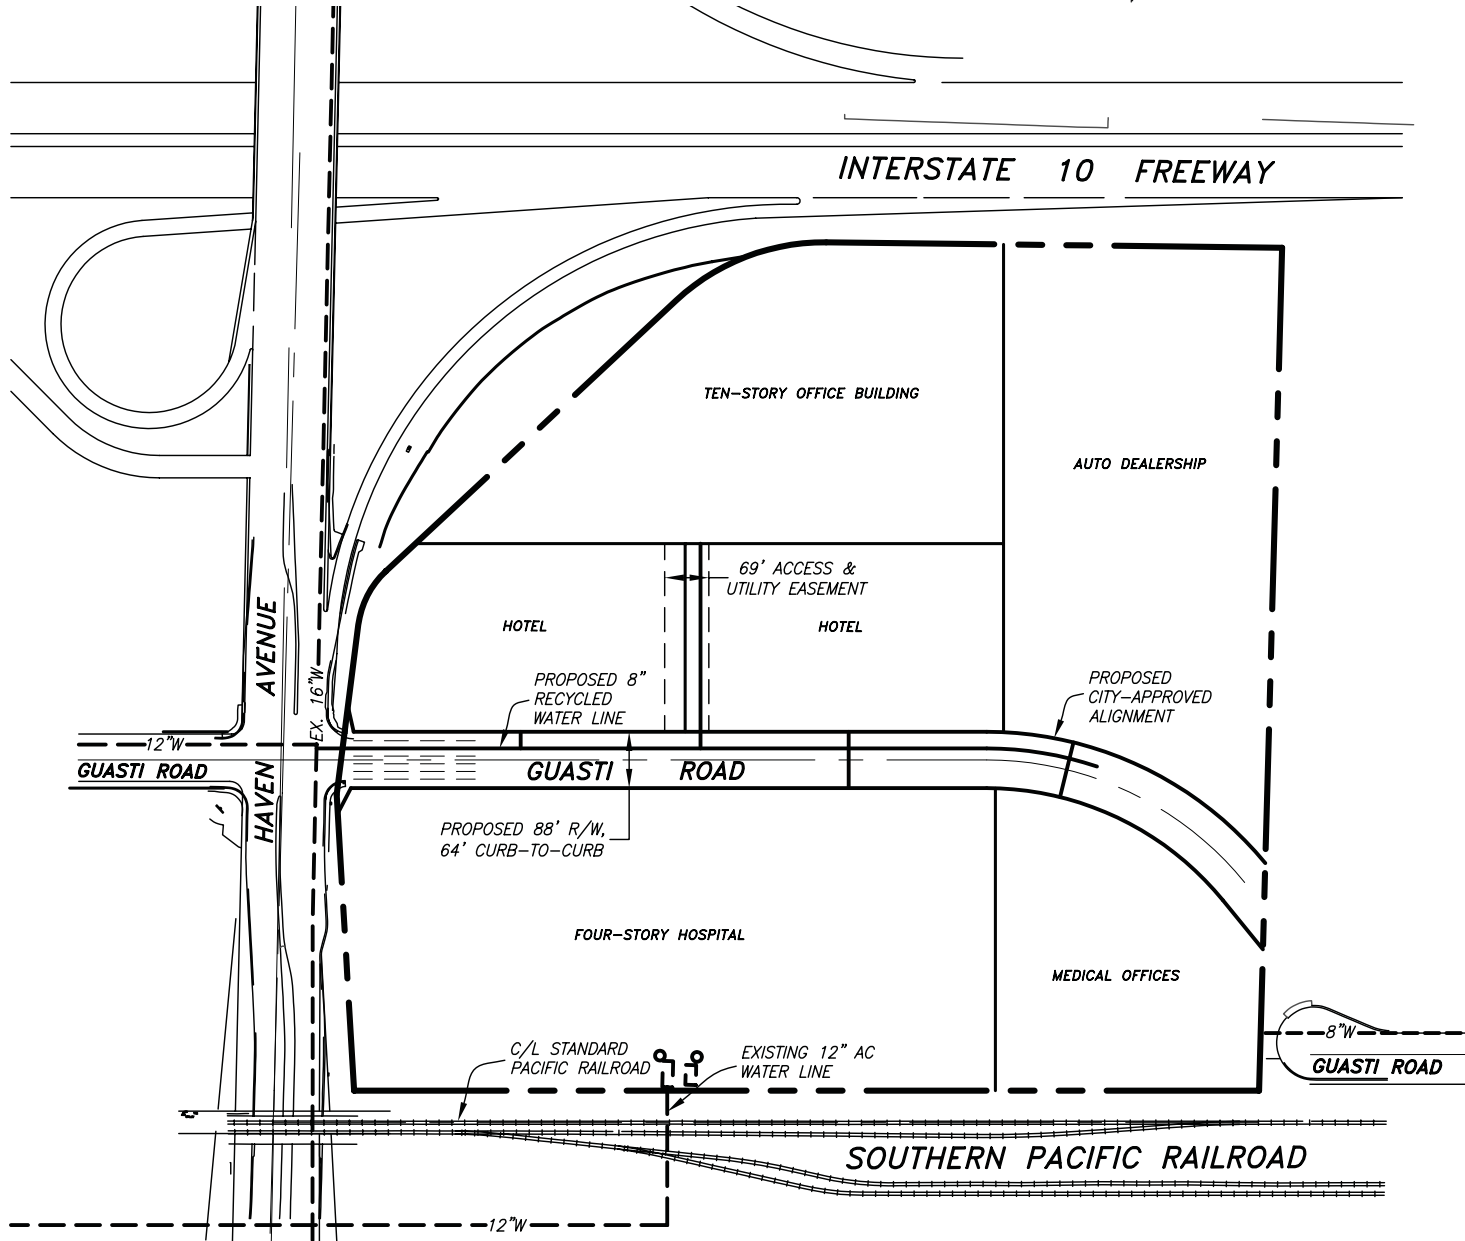 INTERSTATE 10 FREEWAY
TEN-STORY OFFICE BUILDING
AUTO DEALERSHIP
69' ACCESS &
UTILITY EASEMENT
HOTEL
HOTEL
HAVEN AVENUE
EX. 16"W
PROPOSED 8"
RECYCLED
WATER LINE
PROPOSED
CITY-APPROVED
ALIGNMENT
12"W
GUASTI ROAD
GUASTI ROAD
PROPOSED 88' R/W,
64' CURB-TO-CURB
FOUR-STORY HOSPITAL
MEDICAL OFFICES
8"W
GUASTI ROAD
C/L STANDARD
PACIFIC RAILROAD
EXISTING 12" AC
WATER LINE
SOUTHERN PACIFIC RAILROAD
12"W